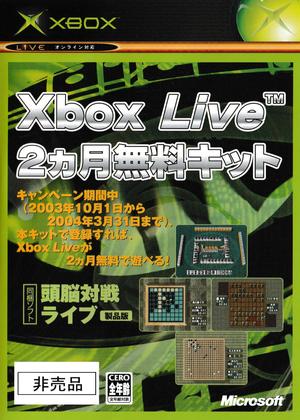 XBOX
LIVE オンライン対応
Xbox Live™
2ヵ月無料キット
キャンペーン期間中
(2003年10月1日から
2004年3月31日まで)、
本キットで登録すれば、
Xbox Liveが
2ヵ月無料で遊べる!
同梱ソフト
頭脳対戦
ライブ 製品版
非売品
CERO
全年齢
全年齢対象
Microsoft